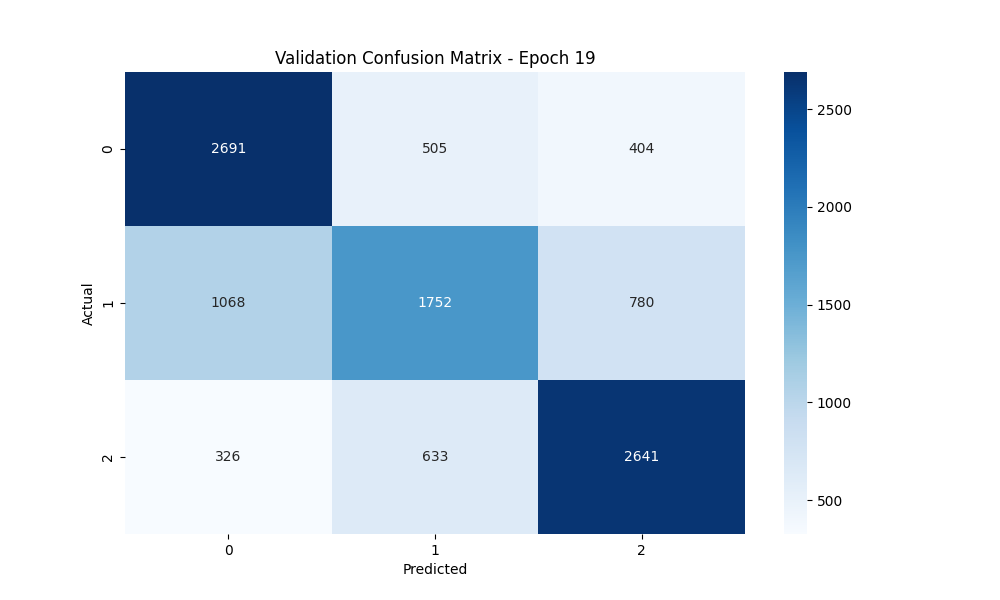 Validation Confusion Matrix - Epoch 19
0 2691 505 404
1 1068 1752 780
2 326 633 2641
0 1 2
Predicted
Actual
2500
2000
1500
1000
500